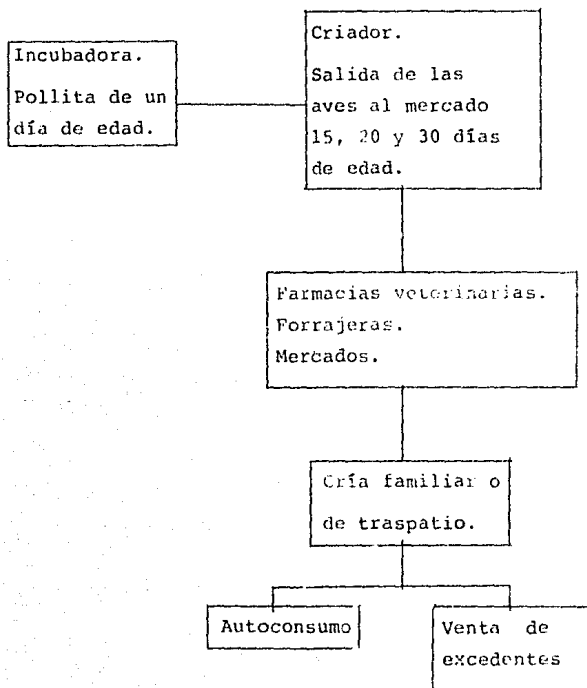 Incubadora.
Pollita de un
día de edad.
Criador.
Salida de las
aves al mercado
15, 20 y 30 días
de edad.
Farmacias veterinarias.
Forrajeras.
Mercados.
Cría familiar o
de traspatio.
Autoconsumo
Venta de
excedentes